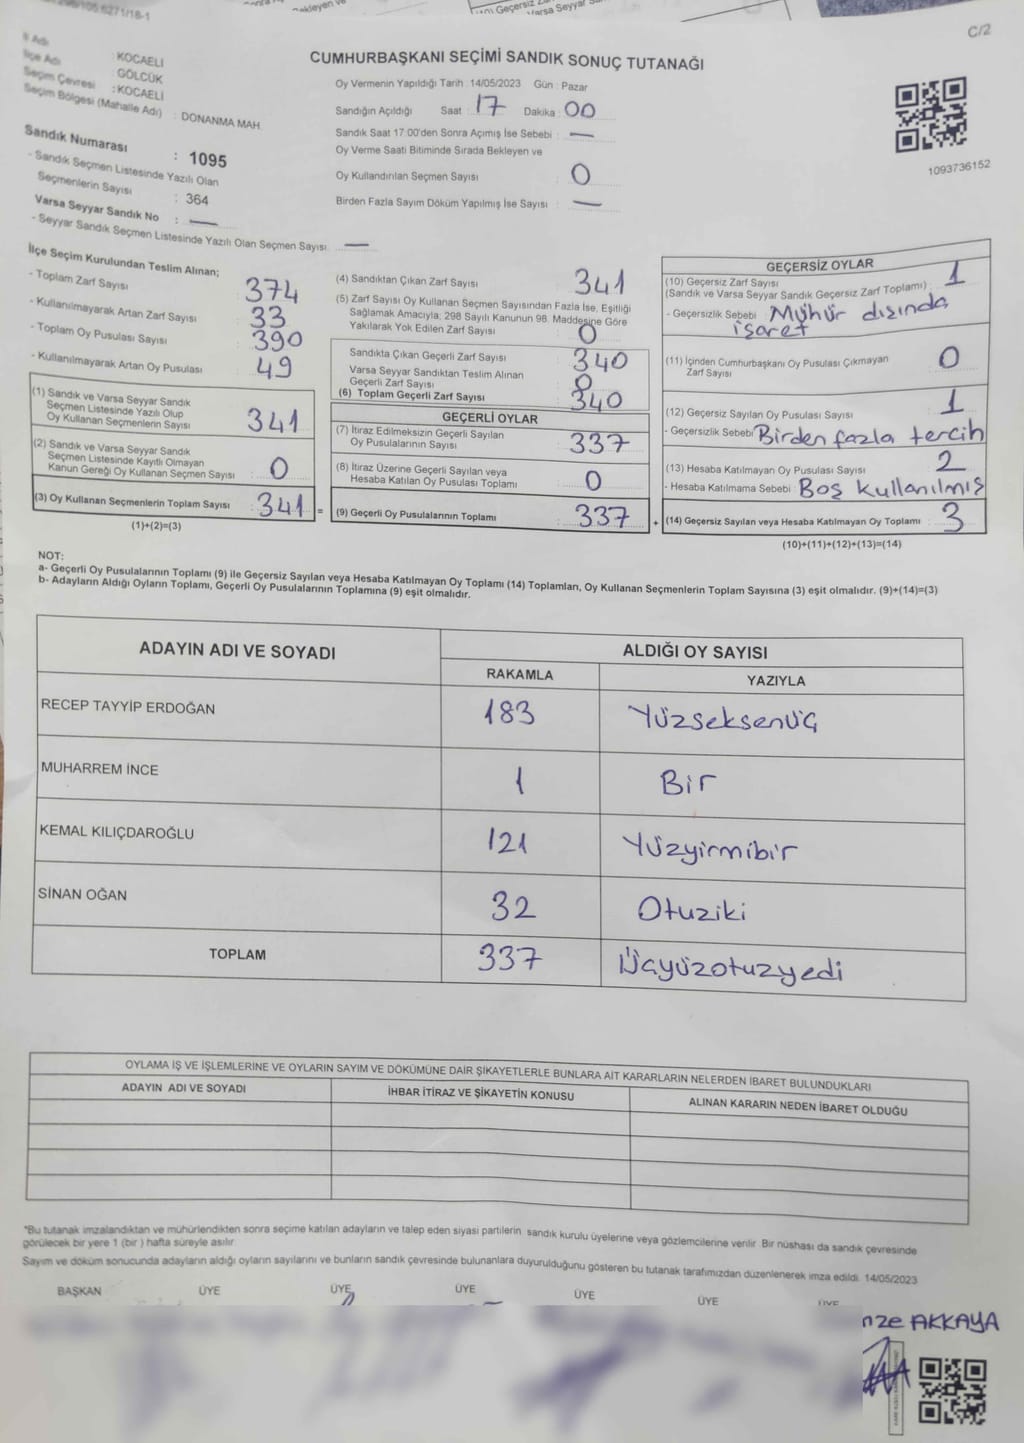 C/2
CUMHURBAŞKANI SEÇİMİ SANDIK SONUÇ TUTANAĞI
İl Adı : KOCAELİ
İlçe Adı : GÖLCÜK
Seçim Çevresi : KOCAELİ
Seçim Bölgesi (Mahalle Adı) : DONANMA MAH.
Sandık Numarası : 1095
- Sandık Seçmen Listesinde Yazılı Olan
Seçmenlerin Sayısı : 364
Varsa Seyyar Sandık No : —
- Seyyar Sandık Seçmen Listesinde Yazılı Olan Seçmen Sayısı —
Oy Vermenin Yapıldığı Tarih : 14/05/2023 Gün : Pazar
Sandığın Açıldığı Saat : 17 Dakika : 00
Sandık Saat 17:00'den Sonra Açımış İse Sebebi : —
Oy Verme Saati Bitiminde Sırada Bekleyen ve
Oy Kullandırılan Seçmen Sayısı : 0
Birden Fazla Sayım Döküm Yapılmış İse Sayısı : —
1093736152
İlçe Seçim Kurulundan Teslim Alınan;
- Toplam Zarf Sayısı : 374
- Kullanılmayarak Artan Zarf Sayısı : 33
- Toplam Oy Pusulası Sayısı : 390
- Kullanılmayarak Artan Oy Pusulası : 49
(1) Sandık ve Varsa Seyyar Sandık
Seçmen Listesinde Yazılı Olup
Oy Kullanan Seçmenlerin Sayısı : 341
(2) Sandık ve Varsa Seyyar Sandık
Seçmen Listesinde Kayıtlı Olmayan
Kanun Gereği Oy Kullanan Seçmen Sayısı : 0
(3) Oy Kullanan Seçmenlerin Toplam Sayısı : 341 =
(1)+(2)=(3)
(4) Sandıktan Çıkan Zarf Sayısı : 341
(5) Zarf Sayısı Oy Kullanan Seçmen Sayısından Fazla İse, Eşitliği
Sağlamak Amacıyla; 298 Sayılı Kanunun 98. Maddesine Göre
Yakılarak Yok Edilen Zarf Sayısı : 0
Sandıkta Çıkan Geçerli Zarf Sayısı : 340
Varsa Seyyar Sandıktan Teslim Alınan
Geçerli Zarf Sayısı : 0
(6) Toplam Geçerli Zarf Sayısı : 340
GEÇERLİ OYLAR
(7) İtiraz Edilmeksizin Geçerli Sayılan
Oy Pusulalarının Sayısı : 337
(8) İtiraz Üzerine Geçerli Sayılan veya
Hesaba Katılan Oy Pusulası Toplamı : 0
(9) Geçerli Oy Pusulalarının Toplamı : 337 +
GEÇERSİZ OYLAR
(10) Geçersiz Zarf Sayısı
(Sandık ve Varsa Seyyar Sandık Geçersiz Zarf Toplamı) : 1
- Geçersizlik Sebebi : Mühür dışında
işaret
(11) İçinden Cumhurbaşkanı Oy Pusulası Çıkmayan
Zarf Sayısı : 0
(12) Geçersiz Sayılan Oy Pusulası Sayısı : 1
- Geçersizlik Sebebi : Birden fazla tercih
(13) Hesaba Katılmayan Oy Pusulası Sayısı : 2
- Hesaba Katılmama Sebebi : Boş kullanılmış
(14) Geçersiz Sayılan veya Hesaba Katılmayan Oy Toplamı : 3
(10)+(11)+(12)+(13)=(14)
NOT:
a- Geçerli Oy Pusulalarının Toplamı (9) ile Geçersiz Sayılan veya Hesaba Katılmayan Oy Toplamı (14) Toplamları, Oy Kullanan Seçmenlerin Toplam Sayısına (3) eşit olmalıdır. (9)+(14)=(3)
b- Adayların Aldığı Oyların Toplamı, Geçerli Oy Pusulalarının Toplamına (9) eşit olmalıdır.
ADAYIN ADI VE SOYADI ALDIĞI OY SAYISI
RAKAMLA YAZIYLA
RECEP TAYYİP ERDOĞAN 183 Yüzseksenüç
MUHARREM İNCE 1 Bir
KEMAL KILIÇDAROĞLU 121 Yüzyirmibir
SİNAN OĞAN 32 Otuziki
TOPLAM 337 Üçyüzotuzyedi
OYLAMA İŞ VE İŞLEMLERİNE VE OYLARIN SAYIM VE DÖKÜMÜNE DAİR ŞİKAYETLERLE BUNLARA AİT KARARLARIN NELERDEN İBARET BULUNDUKLARI
ADAYIN ADI VE SOYADI İHBAR İTİRAZ VE ŞİKAYETİN KONUSU ALINAN KARARIN NEDEN İBARET OLDUĞU
*Bu tutanak imzalandıktan ve mühürlendikten sonra seçime katılan adayların ve talep eden siyasi partilerin sandık kurulu üyelerine veya gözlemcilerine verilir. Bir nüshası da sandık çevresinde
görülecek bir yere 1 (bir) hafta süreyle asılır.
Sayım ve döküm sonucunda adayların aldığı oyların sayılarını ve bunların sandık çevresinde bulunanlara duyurulduğunu gösteren bu tutanak tarafımızdan düzenlenerek imza edildi. 14/05/2023
BAŞKAN ÜYE ÜYE ÜYE ÜYE ÜYE ÜYE
AKKAYA